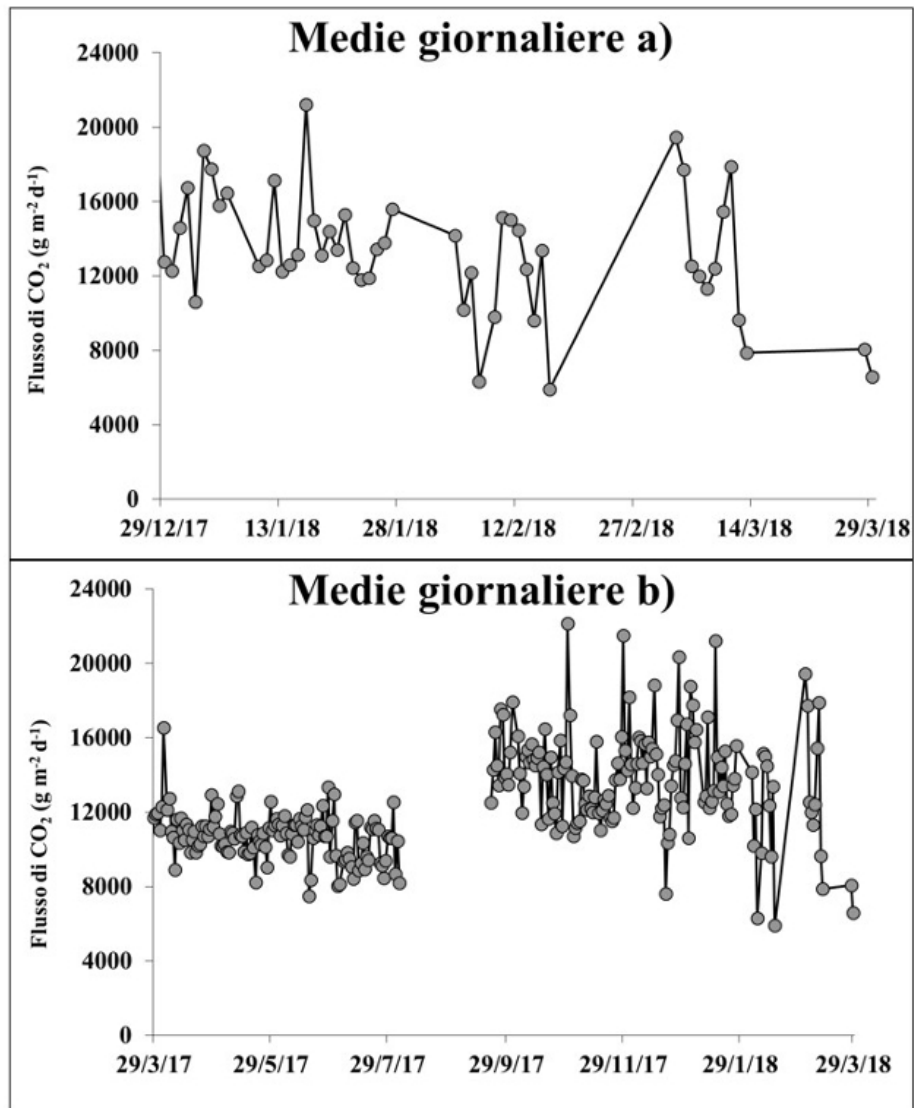 Medie giornaliere a)
Flusso di CO₂ (g m⁻² d⁻¹)
24000
20000
16000
12000
8000
4000
0
29/12/17 13/1/18 28/1/18 12/2/18 27/2/18 14/3/18 29/3/18
Medie giornaliere b)
Flusso di CO₂ (g m⁻² d⁻¹)
24000
20000
16000
12000
8000
4000
0
29/3/17 29/5/17 29/7/17 29/9/17 29/11/17 29/1/18 29/3/18